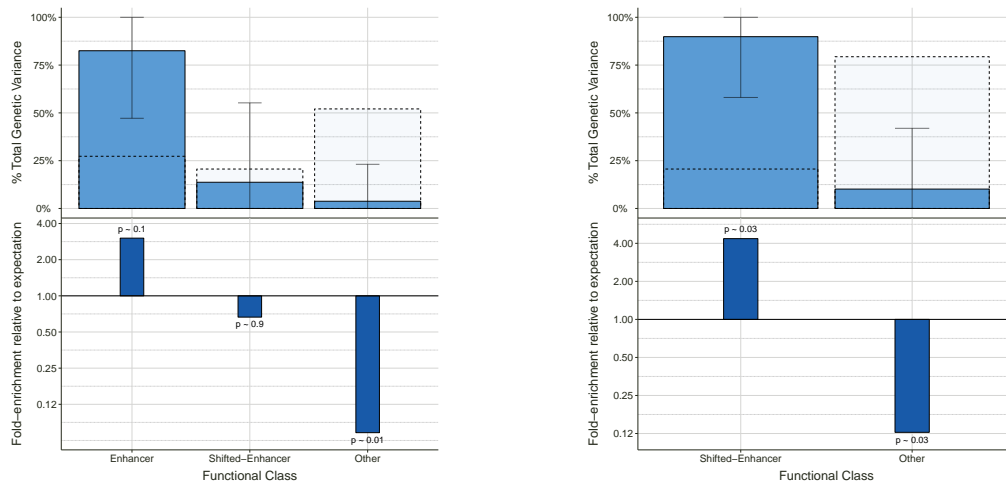 % Total Genetic Variance
100%
75%
50%
25%
0%
Fold−enrichment relative to expectation
4.00
2.00
1.00
0.50
0.25
0.12
p ~ 0.1
p ~ 0.9
p ~ 0.01
Enhancer Shifted−Enhancer Other
Functional Class
% Total Genetic Variance
100%
75%
50%
25%
0%
Fold−enrichment relative to expectation
4.00
2.00
1.00
0.50
0.25
0.12
p ~ 0.03
p ~ 0.03
Shifted−Enhancer Other
Functional Class